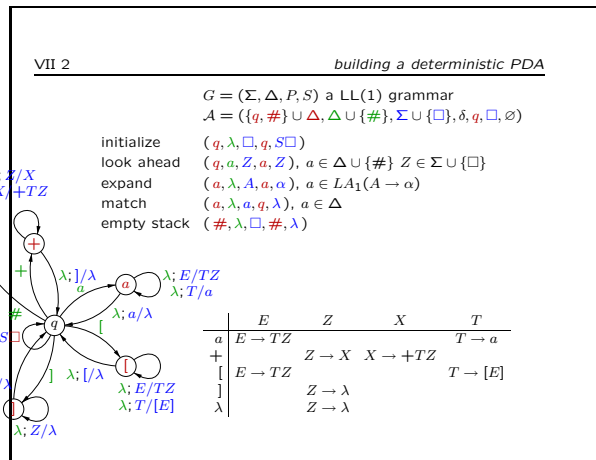 VII 2 building a deterministic PDA
G = (Σ, Δ, P, S) a LL(1) grammar
𝒜 = ({q, #} ∪ Δ, Δ ∪ {#}, Σ ∪ {□}, δ, q, □, ∅)
initialize (q, λ, □, q, S□)
look ahead (q, a, Z, a, Z), a ∈ Δ ∪ {#} Z ∈ Σ ∪ {□}
expand (a, λ, A, a, α), a ∈ LA₁(A → α)
match (a, λ, a, q, λ), a ∈ Δ
empty stack (#, λ, □, #, λ)
; Z/X
X/+TZ
+
+
λ; ]/λ
a
a
λ; E/TZ
λ; T/a
#
λ; a/λ
q
[
S□
]
λ; [/λ
[
λ; E/TZ
λ; T/[E]
/λ
]
λ; Z/λ
E Z X T
a E → TZ T → a
+ Z → X X → +TZ
[ E → TZ T → [E]
] Z → λ
λ Z → λ